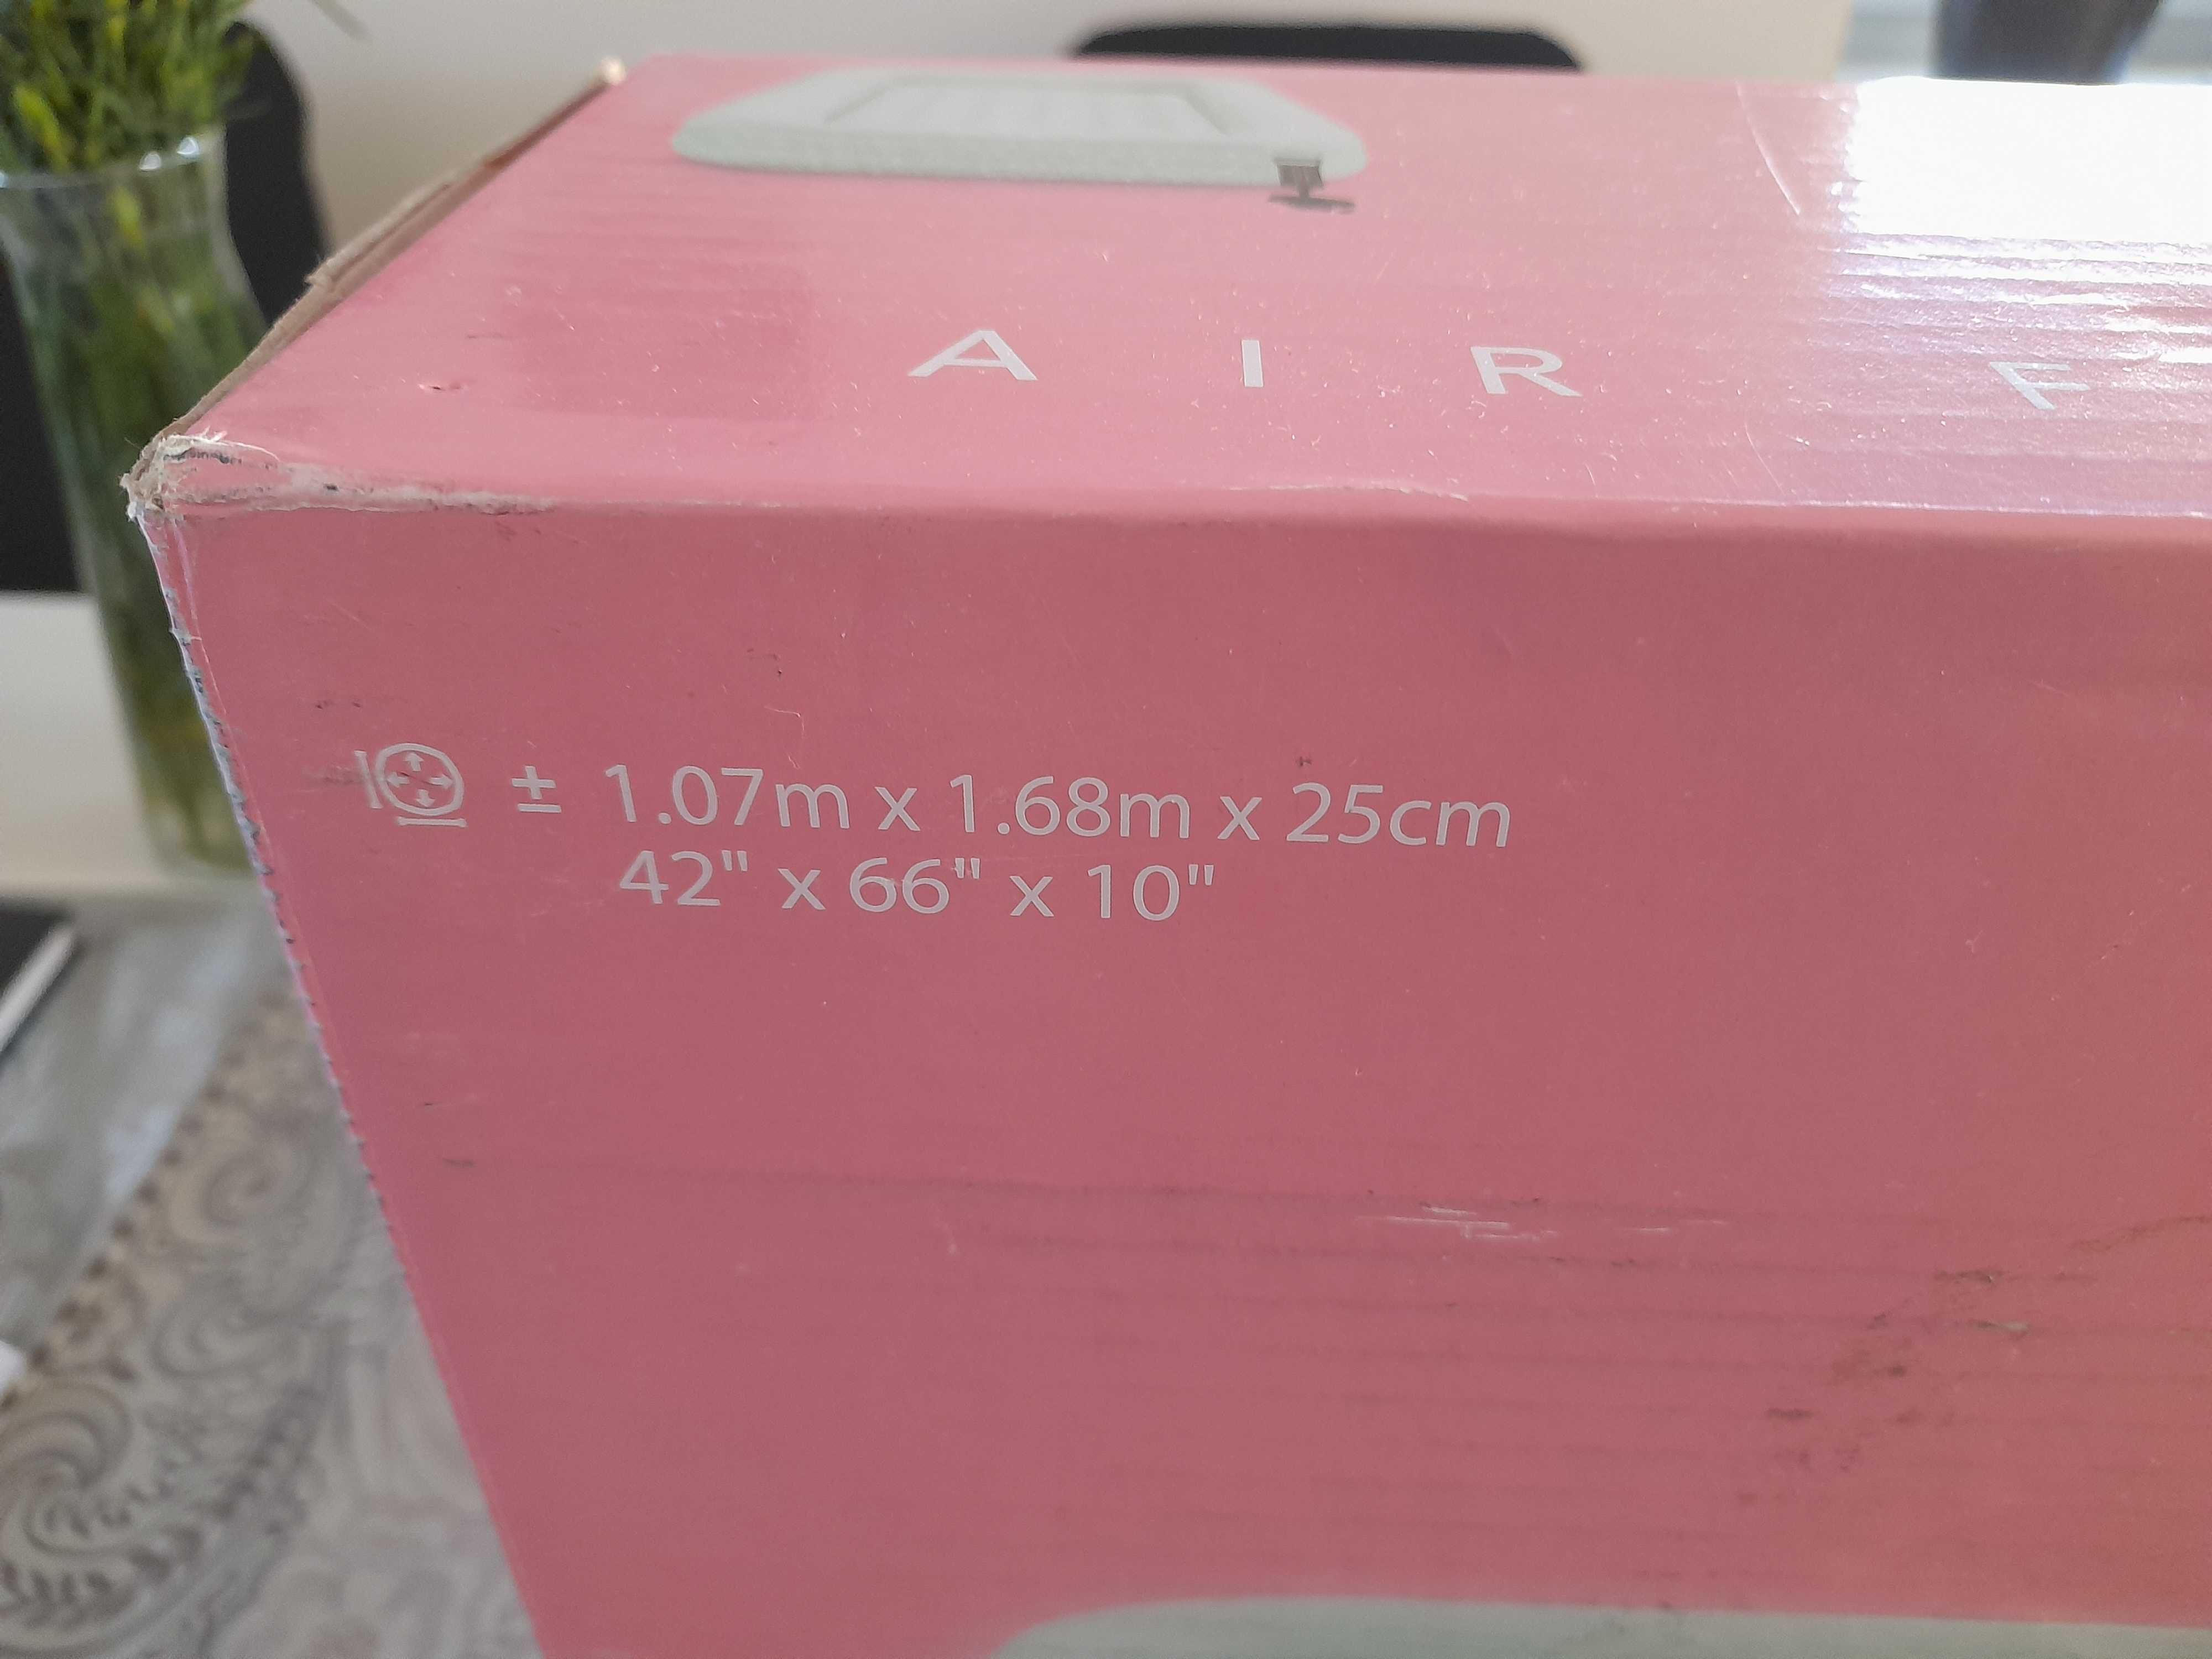 A I R F
± 1.07m x 1.68m x 25cm
42" x 66" x 10"